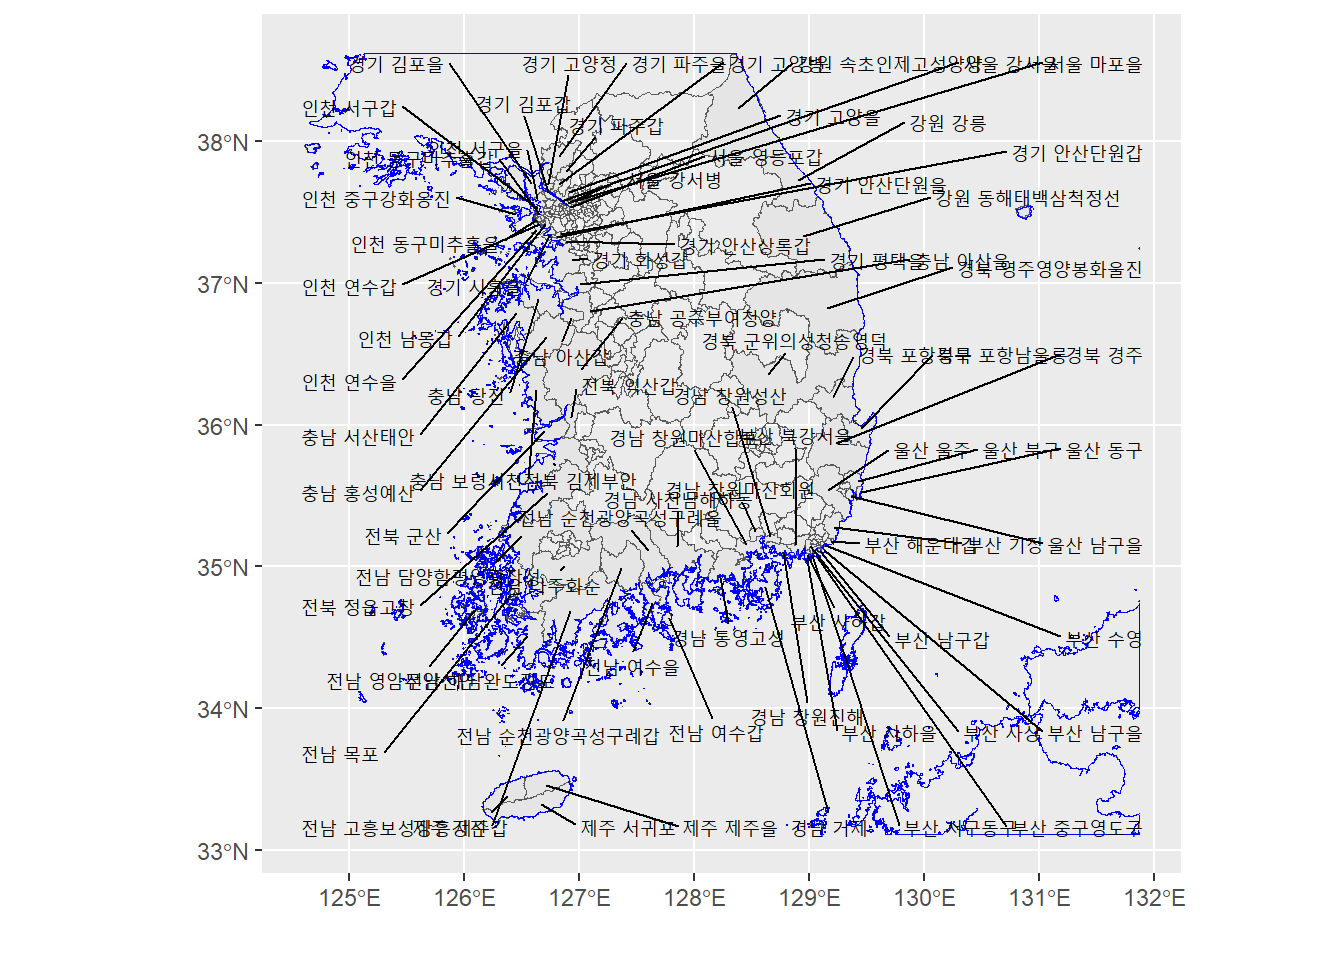 경기 김포을
경기 고양정
경기 파주을
경기 고양병
강원 속초인제고성양양
서울 강서을
서울 마포을
인천 서구갑
경기 김포갑
경기 고양을
경기 파주갑
강원 강릉
38°N
인천 서구을
서울 영등포갑
경기 안산단원갑
서울 강서병
경기 안산단원을
인천 중구강화옹진
강원 동해태백삼척정선
인천 동구미추홀을
경기 안산상록갑
경기 화성갑
경기 평택을
충남 아산을
경북 영주영양봉화울진
37°N
인천 연수갑
경기 시흥을
충남 공주부여청양
인천 남동갑
경북 군위의성청송영덕
충남 아산갑
경북 포항북
경북 포항남울릉
경북 경주
인천 연수을
전북 익산갑
충남 당진
경남 창원성산
36°N
충남 서산태안
경남 창원마산합포
부산 북강서을
울산 울주
울산 북구
울산 동구
충남 보령서천
전북 김제부안
충남 홍성예산
경남 창원마산회원
경남 사천남해하동
전남 순천광양곡성구례을
전북 군산
부산 해운대갑
부산 기장
울산 남구을
35°N
전남 담양함평영광장성
전남 나주화순
전북 정읍고창
부산 사하갑
경남 통영고성
부산 남구갑
부산 수영
전남 여수을
전남 영암무안신안
전남 해남완도진도
34°N
경남 창원진해
전남 순천광양곡성구례갑
전남 여수갑
부산 사하을
부산 사상
부산 남구을
전남 목포
전남 고흥보성장흥강진
제주 제주갑
제주 서귀포
제주 제주을
경남 거제
부산 서구동구
부산 중구영도구
33°N
125°E
126°E
127°E
128°E
129°E
130°E
131°E
132°E